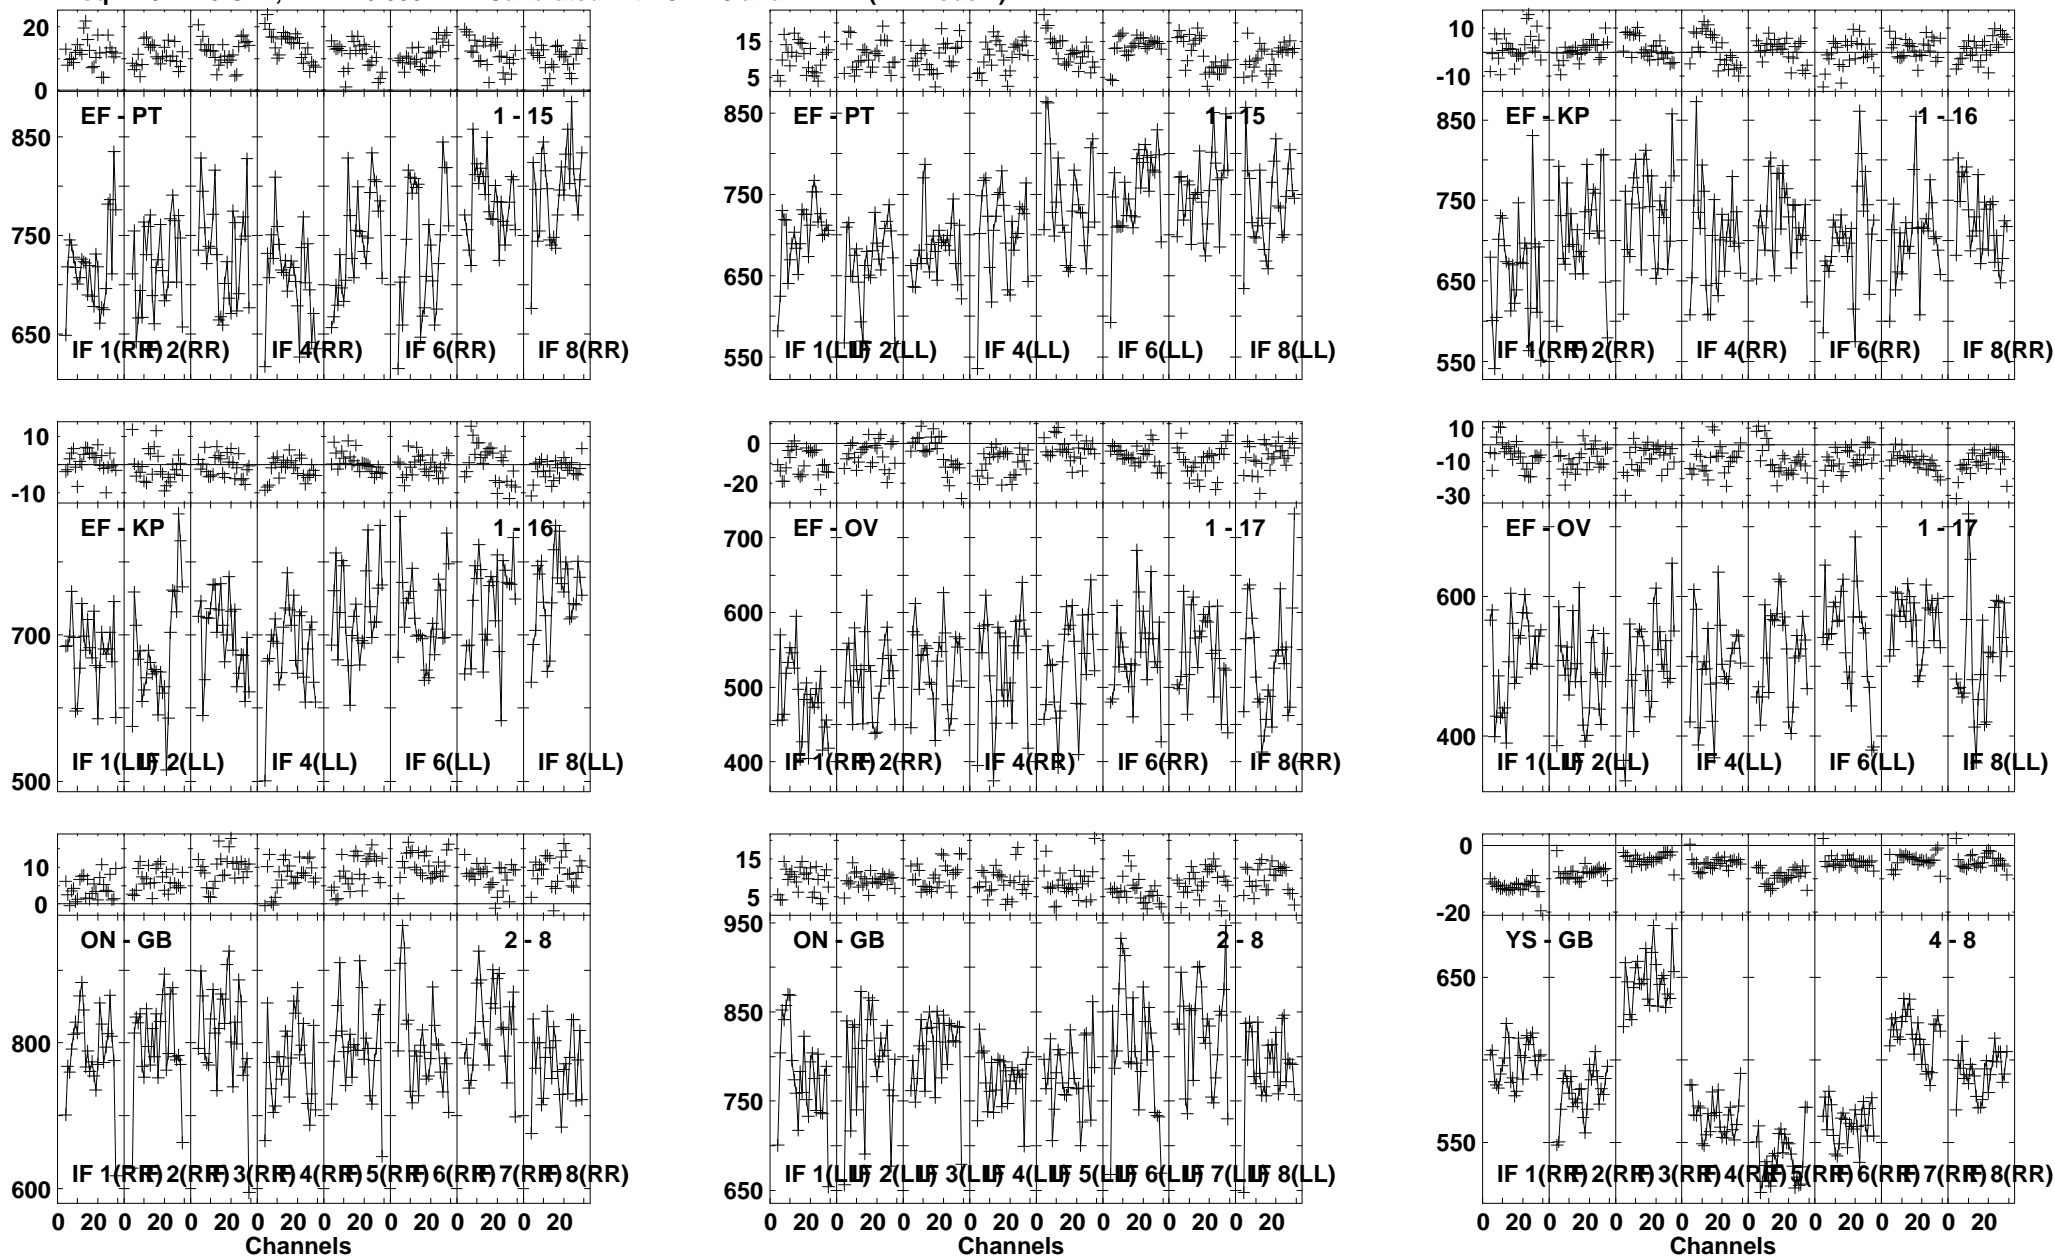 20
0
EF - PT
1 - 15
850
750
650
IF 1(RR)
IF 2(RR)
IF 4(RR)
IF 6(RR)
IF 8(RR)
15
5
EF - PT
1 - 15
850
750
650
550
IF 1(LL)
IF 2(LL)
IF 4(LL)
IF 6(LL)
IF 8(LL)
10
-10
EF - KP
1 - 16
850
750
650
550
IF 1(RR)
IF 2(RR)
IF 4(RR)
IF 6(RR)
IF 8(RR)
10
-10
EF - KP
1 - 16
700
500
IF 1(LL)
IF 2(LL)
IF 4(LL)
IF 6(LL)
IF 8(LL)
0
-20
EF - OV
1 - 17
700
600
500
400
IF 1(RR)
IF 2(RR)
IF 4(RR)
IF 6(RR)
IF 8(RR)
10
-10
-30
EF - OV
1 - 17
600
400
IF 1(LL)
IF 2(LL)
IF 4(LL)
IF 6(LL)
IF 8(LL)
10
0
ON - GB
2 - 8
800
600
IF 1(RR)
IF 2(RR)
IF 3(RR)
IF 4(RR)
IF 5(RR)
IF 6(RR)
IF 7(RR)
IF 8(RR)
0 20 0 20 0 20 0 20 0 20 0 20 0 20 0 20
Channels
15
5
ON - GB
2 - 8
950
850
750
650
IF 1(LL)
IF 2(LL)
IF 3(LL)
IF 4(LL)
IF 5(LL)
IF 6(LL)
IF 7(LL)
IF 8(LL)
0 20 0 20 0 20 0 20 0 20 0 20 0 20 0 20
Channels
0
-20
YS - GB
4 - 8
650
550
IF 1(RR)
IF 2(RR)
IF 3(RR)
IF 4(RR)
IF 5(RR)
IF 6(RR)
IF 7(RR)
IF 8(RR)
0 20 0 20 0 20 0 20 0 20 0 20 0 20 0 20
Channels